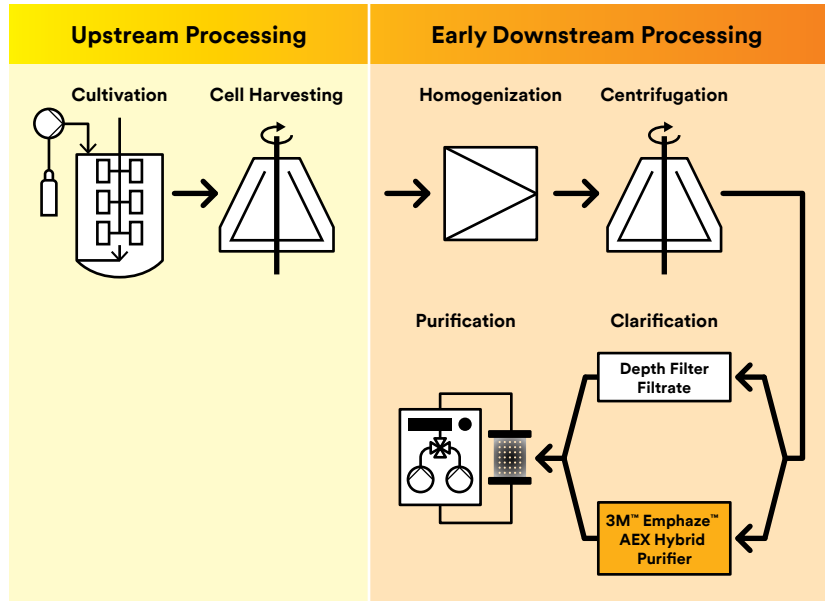 Upstream Processing
Early Downstream Processing
Cultivation
Cell Harvesting
Homogenization
Centrifugation
Purification
Clarification
Depth Filter
Filtrate
3M™ Emphaze™
AEX Hybrid
Purifier